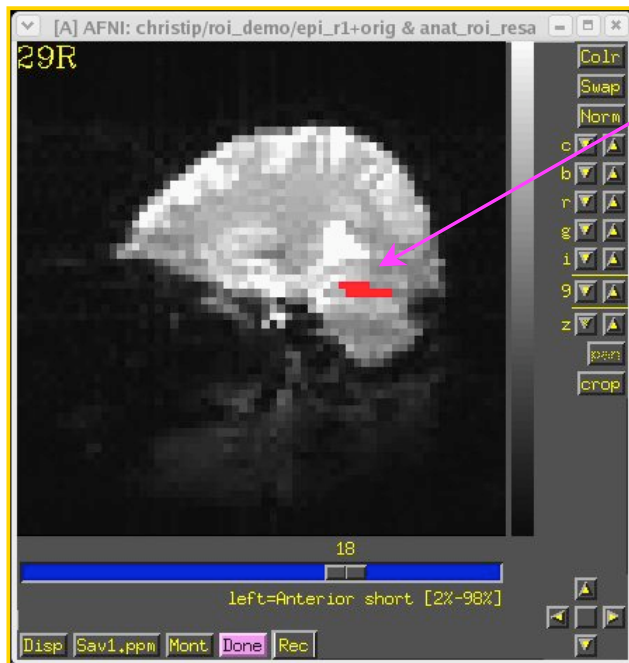 [A] AFNI: christip/roi_demo/epi_r1+orig & anat_roi_resa
29R
Colr
Swap
Norm
c
b
r
g
i
9
z
pan
crop
18
left=Anterior short [2%-98%]
Disp Sav1.ppm Mont Done Rec